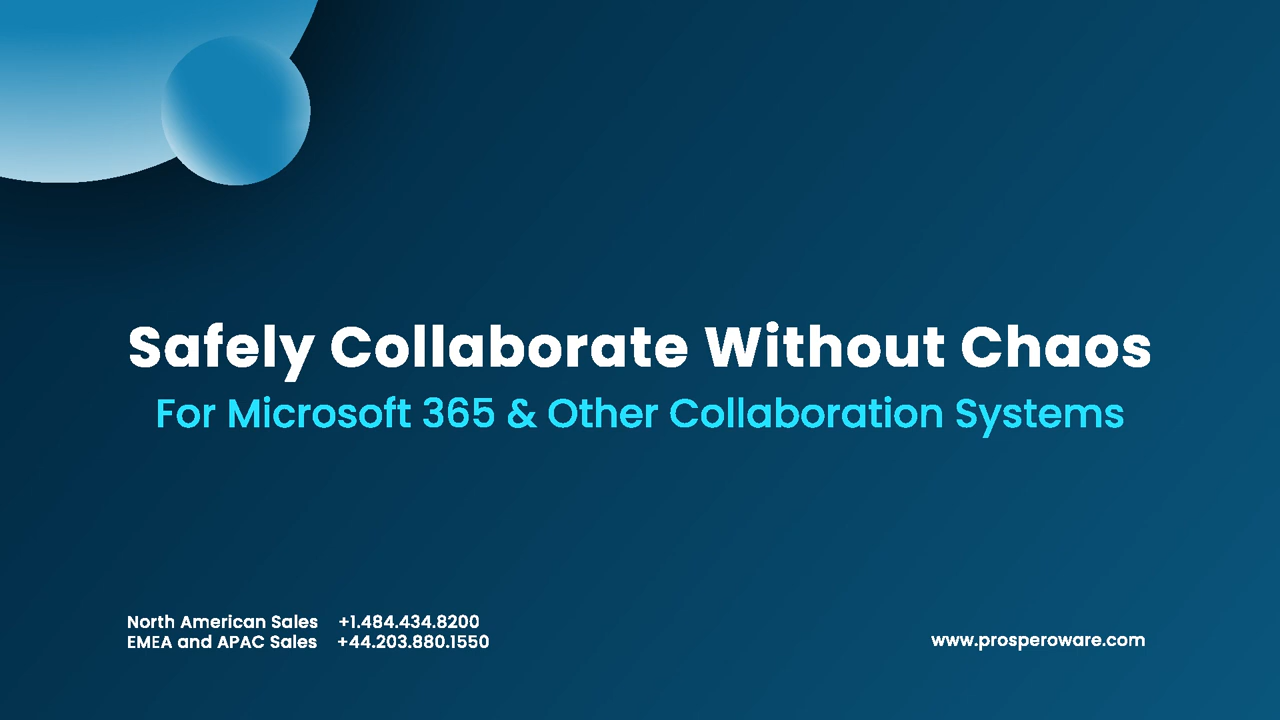 Safely Collaborate Without Chaos
For Microsoft 365 & Other Collaboration Systems
North American Sales +1.484.434.8200
EMEA and APAC Sales +44.203.880.1550
www.prosperoware.com